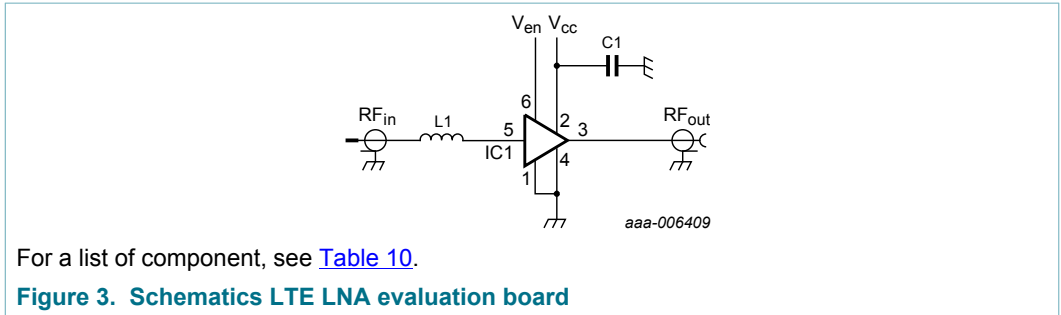 Ven Vcc
C1
6
RFin
L1
5
2
3
RFout
IC1
4
1
aaa-006409
For a list of component, see Table 10.
Figure 3. Schematics LTE LNA evaluation board